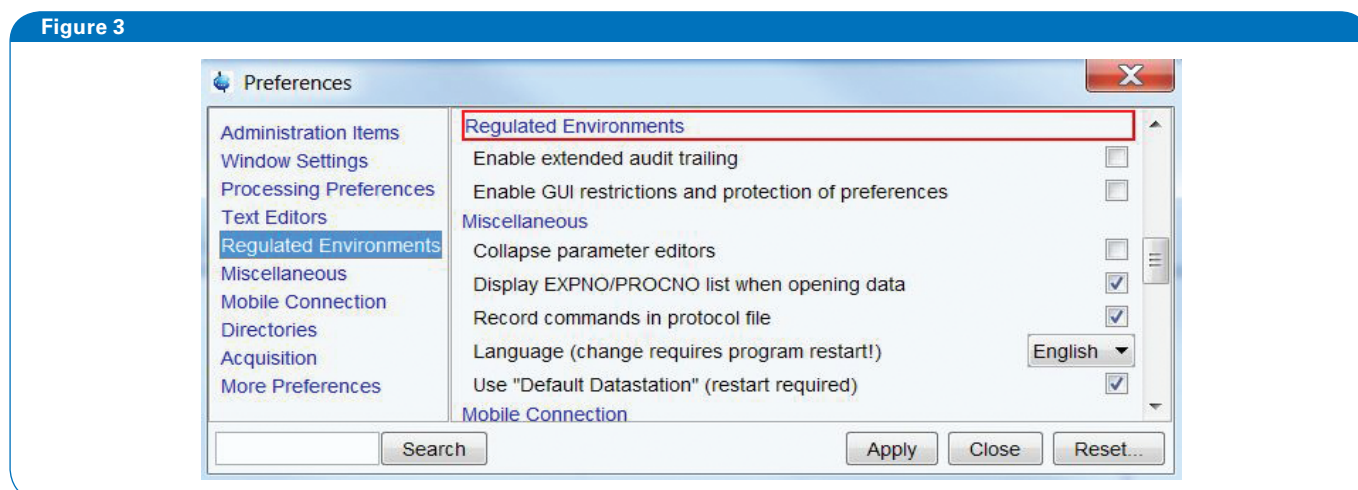 Figure 3
Preferences
Administration Items
Window Settings
Processing Preferences
Text Editors
Regulated Environments
Miscellaneous
Mobile Connection
Directories
Acquisition
More Preferences
Regulated Environments
Enable extended audit trailing
Enable GUI restrictions and protection of preferences
Miscellaneous
Collapse parameter editors
Display EXPNO/PROCNO list when opening data
Record commands in protocol file
Language (change requires program restart!) English
Use "Default Datastation" (restart required)
Mobile Connection
Search Apply Close Reset...